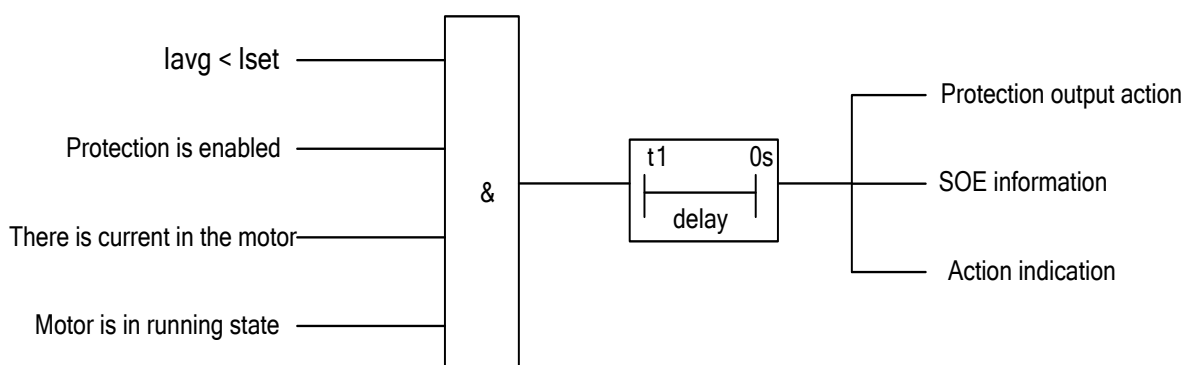 Iavg < Iset
Protection is enabled
There is current in the motor
Motor is in running state
&
t1 0s
delay
Protection output action
SOE information
Action indication